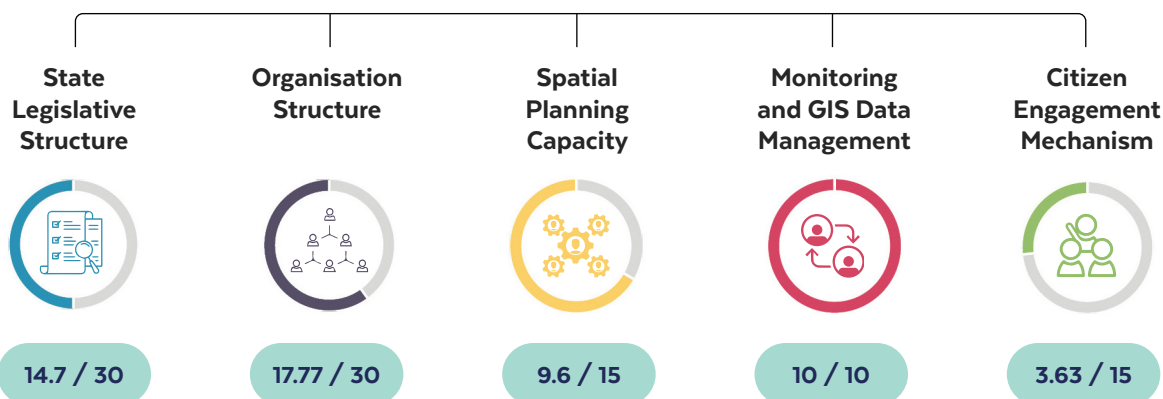 State
Legislative
Structure
Organisation
Structure
Spatial
Planning
Capacity
Monitoring
and GIS Data
Management
Citizen
Engagement
Mechanism
14.7 / 30
17.77 / 30
9.6 / 15
10 / 10
3.63 / 15